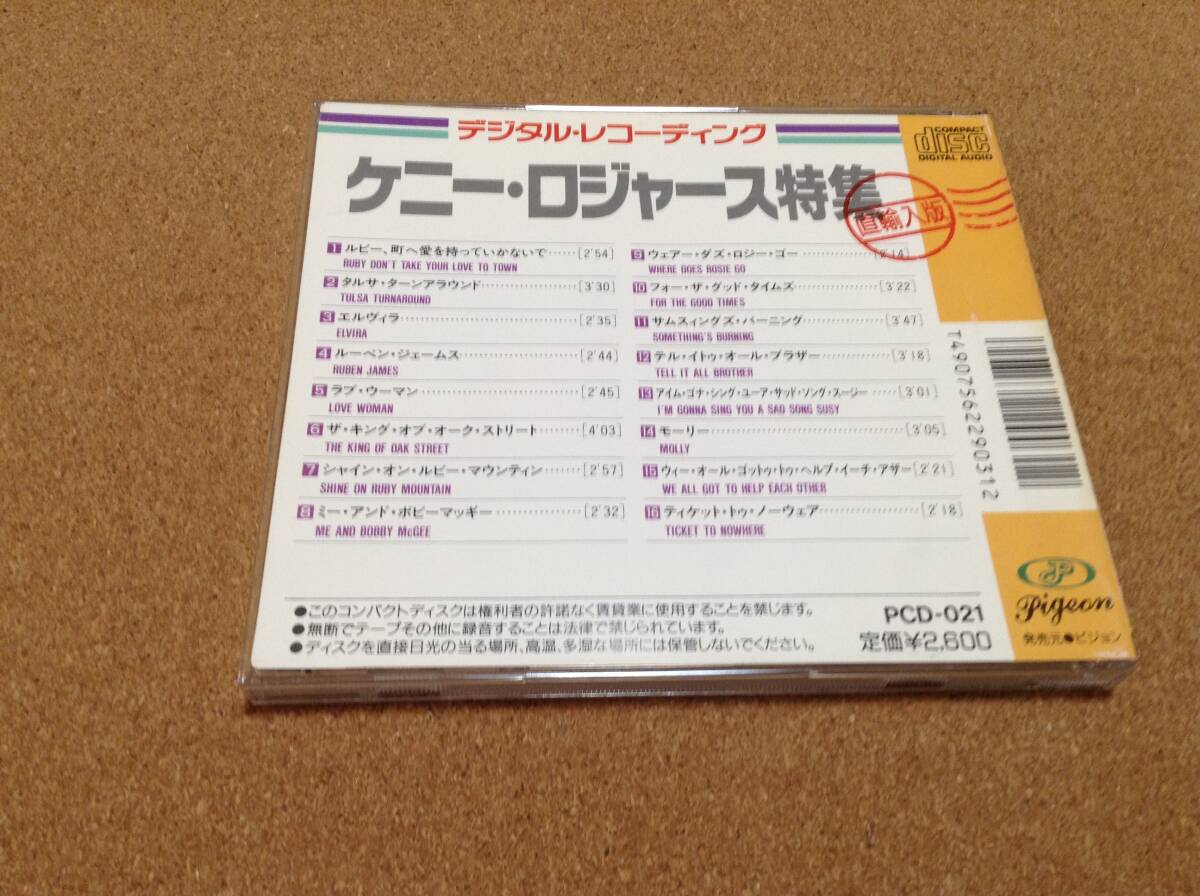 デジタル・レコーディング
COMPACT
disc
DIGITAL AUDIO
ケニー・ロジャース特集
直輸入版
1 ルビー、町へ愛を持っていかないで……[2'54]
RUBY DON'T TAKE YOUR LOVE TO TOWN
2 タルサ・ターンアラウンド……[3'30]
TULSA TURNAROUND
3 エルヴィラ……[2'35]
ELVIRA
4 ルーベン・ジェームス……[2'44]
RUBEN JAMES
5 ラブ・ウーマン……[2'45]
LOVE WOMAN
6 ザ・キング・オブ・オーク・ストリート……[4'03]
THE KING OF OAK STREET
7 シャイン・オン・ルビー・マウンティン……[2'57]
SHINE ON RUBY MOUNTAIN
8 ミー・アンド・ボビーマッギー……[2'32]
ME AND BOBBY McGEE
9 ウェアー・ダズ・ロジー・ゴー……[2'14]
WHERE GOES ROSIE GO
10 フォー・ザ・グッド・タイムズ……[3'22]
FOR THE GOOD TIMES
11 サムスィングズ・バーニング……[3'47]
SOMETHING'S BURNING
12 テル・イトゥ・オール・ブラザー……[3'18]
TELL IT ALL BROTHER
13 アイム・ゴナ・シング・ユーア・サッド・ソング・スージー……[3'01]
I'M GONNA SING YOU A SAD SONG SUSY
14 モーリー……[3'05]
MOLLY
15 ウィー・オール・ゴットゥ・トゥ・ヘルプ・イーチ・アザー[2'21]
WE ALL GOT TO HELP EACH OTHER
16 ティケット・トゥ・ノーウェア……[2'18]
TICKET TO NOWHERE
●このコンパクトディスクは権利者の許諾なく賃貸業に使用することを禁じます。
●無断でテープその他に録音することは法律で禁じられています。
●ディスクを直接日光の当る場所、高温、多湿な場所には保管しないでください。
PCD-021
定価¥2,600
T4907562290312
Pigeon
発売元●ピジョン